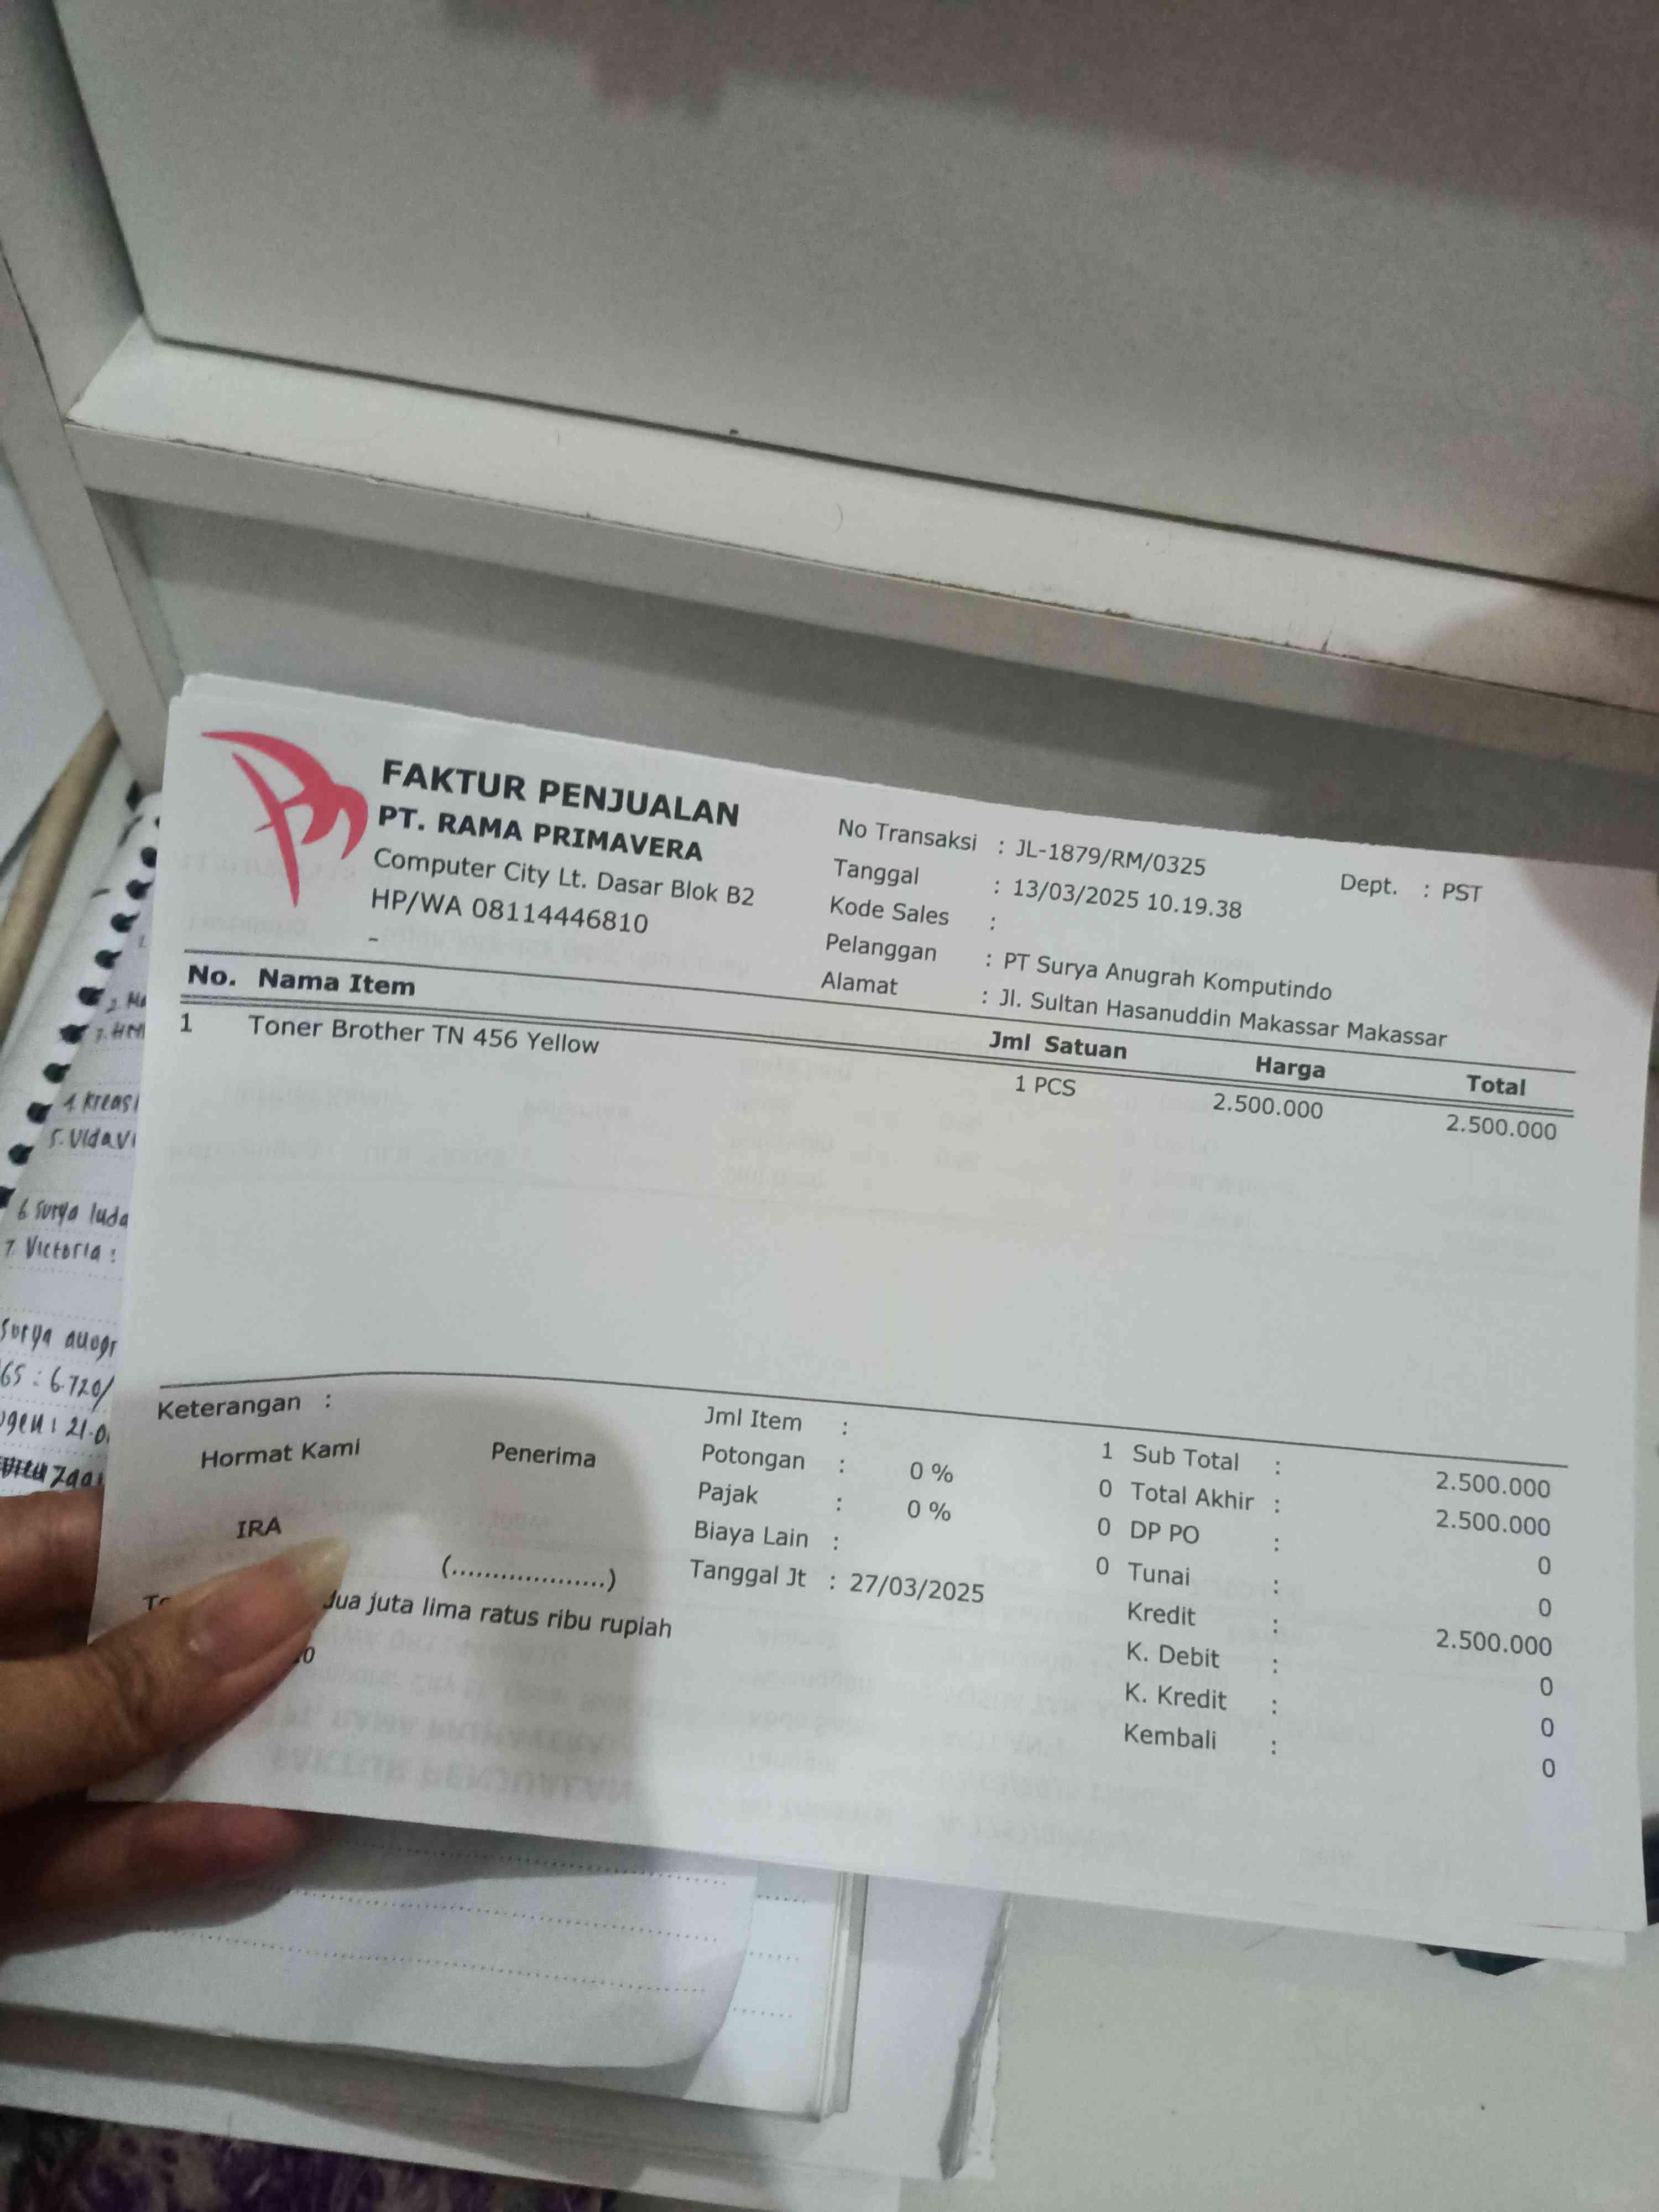 FAKTUR PENJUALAN
PT. RAMA PRIMAVERA
Computer City Lt. Dasar Blok B2
HP/WA 08114446810
-
No Transaksi : JL-1879/RM/0325
Dept. : PST
Tanggal : 13/03/2025 10.19.38
Kode Sales :
Pelanggan : PT Surya Anugrah Komputindo
Alamat : Jl. Sultan Hasanuddin Makassar Makassar
No. Nama Item Jml Satuan Harga Total
1 Toner Brother TN 456 Yellow 1 PCS 2.500.000 2.500.000
Keterangan :
Hormat Kami Penerima
IRA
(....................)
dua juta lima ratus ribu rupiah
Jml Item : 1
Potongan : 0 % 0
Pajak : 0 % 0
Biaya Lain : 0
Tanggal Jt : 27/03/2025
Sub Total : 2.500.000
Total Akhir : 2.500.000
DP PO : 0
Tunai : 0
Kredit : 2.500.000
K. Debit : 0
K. Kredit : 0
Kembali : 0
4. kreasi
5. Vidavi
6. Surya luda
7. Victoria :
Surya
65 : 6.720/